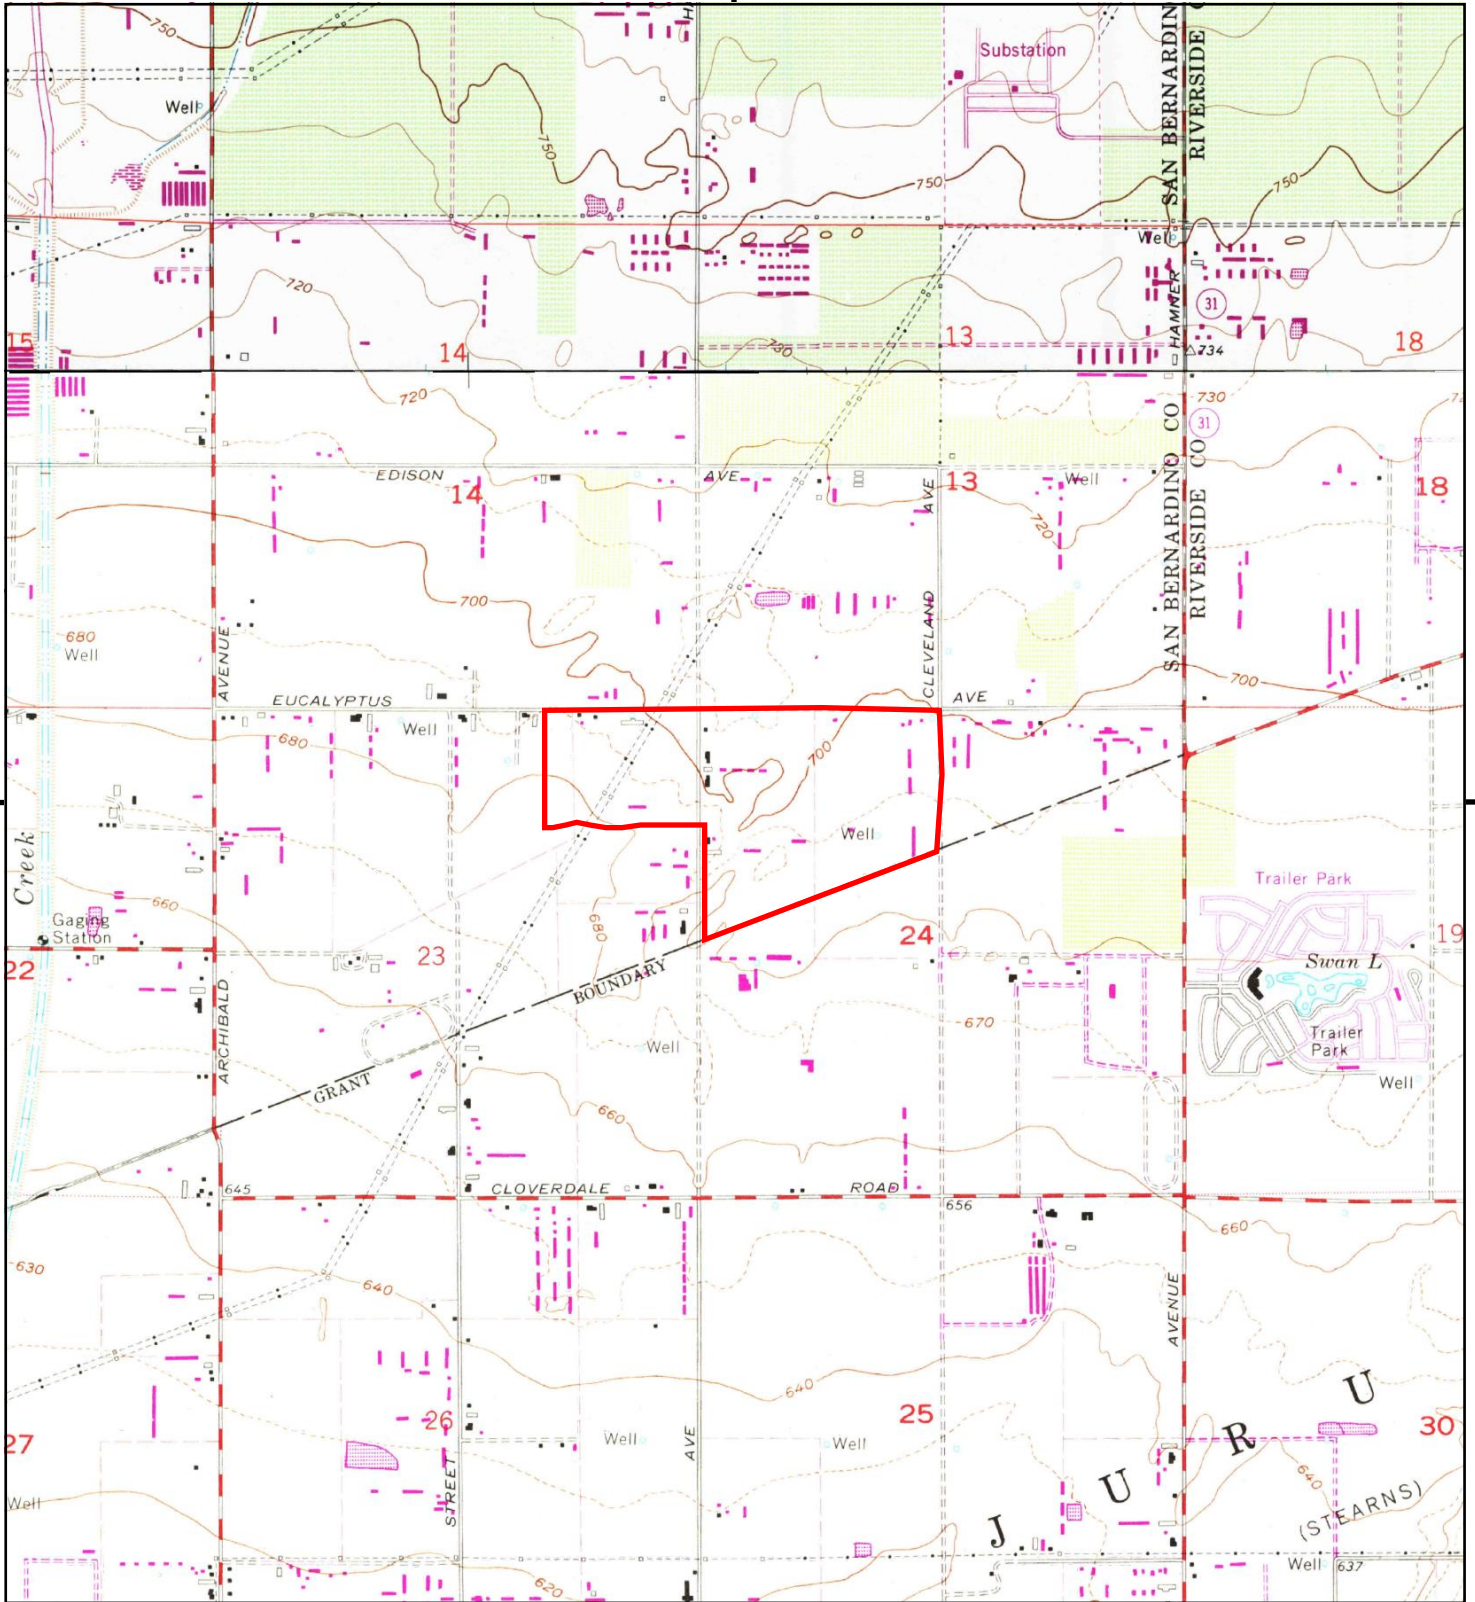 750
H
Substation
SAN BERNARDIN
RIVERSIDE C
Well
750
750
750
Well
HAMNER
720
31
15
14
13
18
730
734
720
730
31
SAN BERNARDINO CO
RIVERSIDE CO
EDISON
AVE
14
13
Well
18
AVE
720
700
CLEVELAND
680
Well
AVENUE
EUCALYPTUS
AVE
700
Well
680
700
Well
Creek
Trailer Park
660
Gaging
Station
680
23
24
19
22
BOUNDARY
Swan L
ARCHIBALD
670
Trailer
Park
Well
GRANT
Well
660
645
CLOVERDALE
ROAD
656
660
630
640
AVENUE
640
J U R U
27
26
25
30
Well
Well
AVE
STREET
640
(STEARNS)
Well
620
Well
637